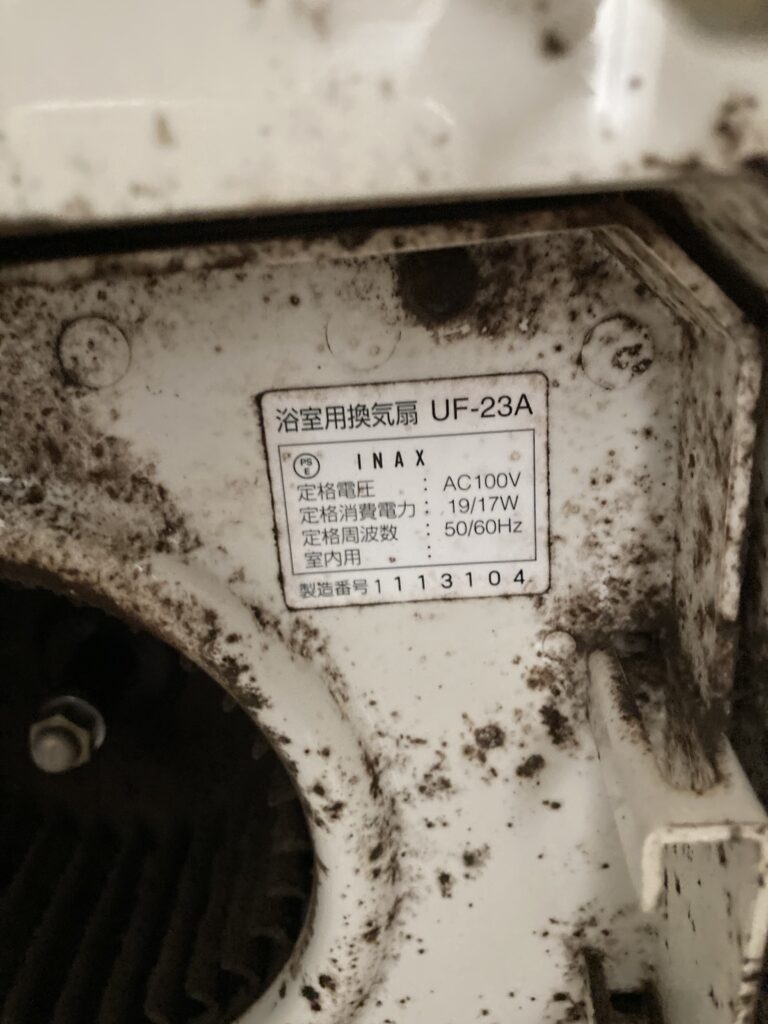 浴室用換気扇 UF-23A
PS
E
INAX
定格電圧 : AC100V
定格消費電力 : 19/17W
定格周波数 : 50/60Hz
室内用 :
製造番号 1113104